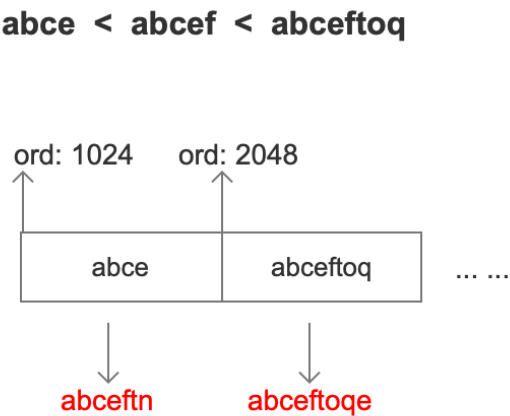 abce < abcef < abceftoq
ord: 1024 ord: 2048
abce abceftoq ... ...
abceftn abceftoqe